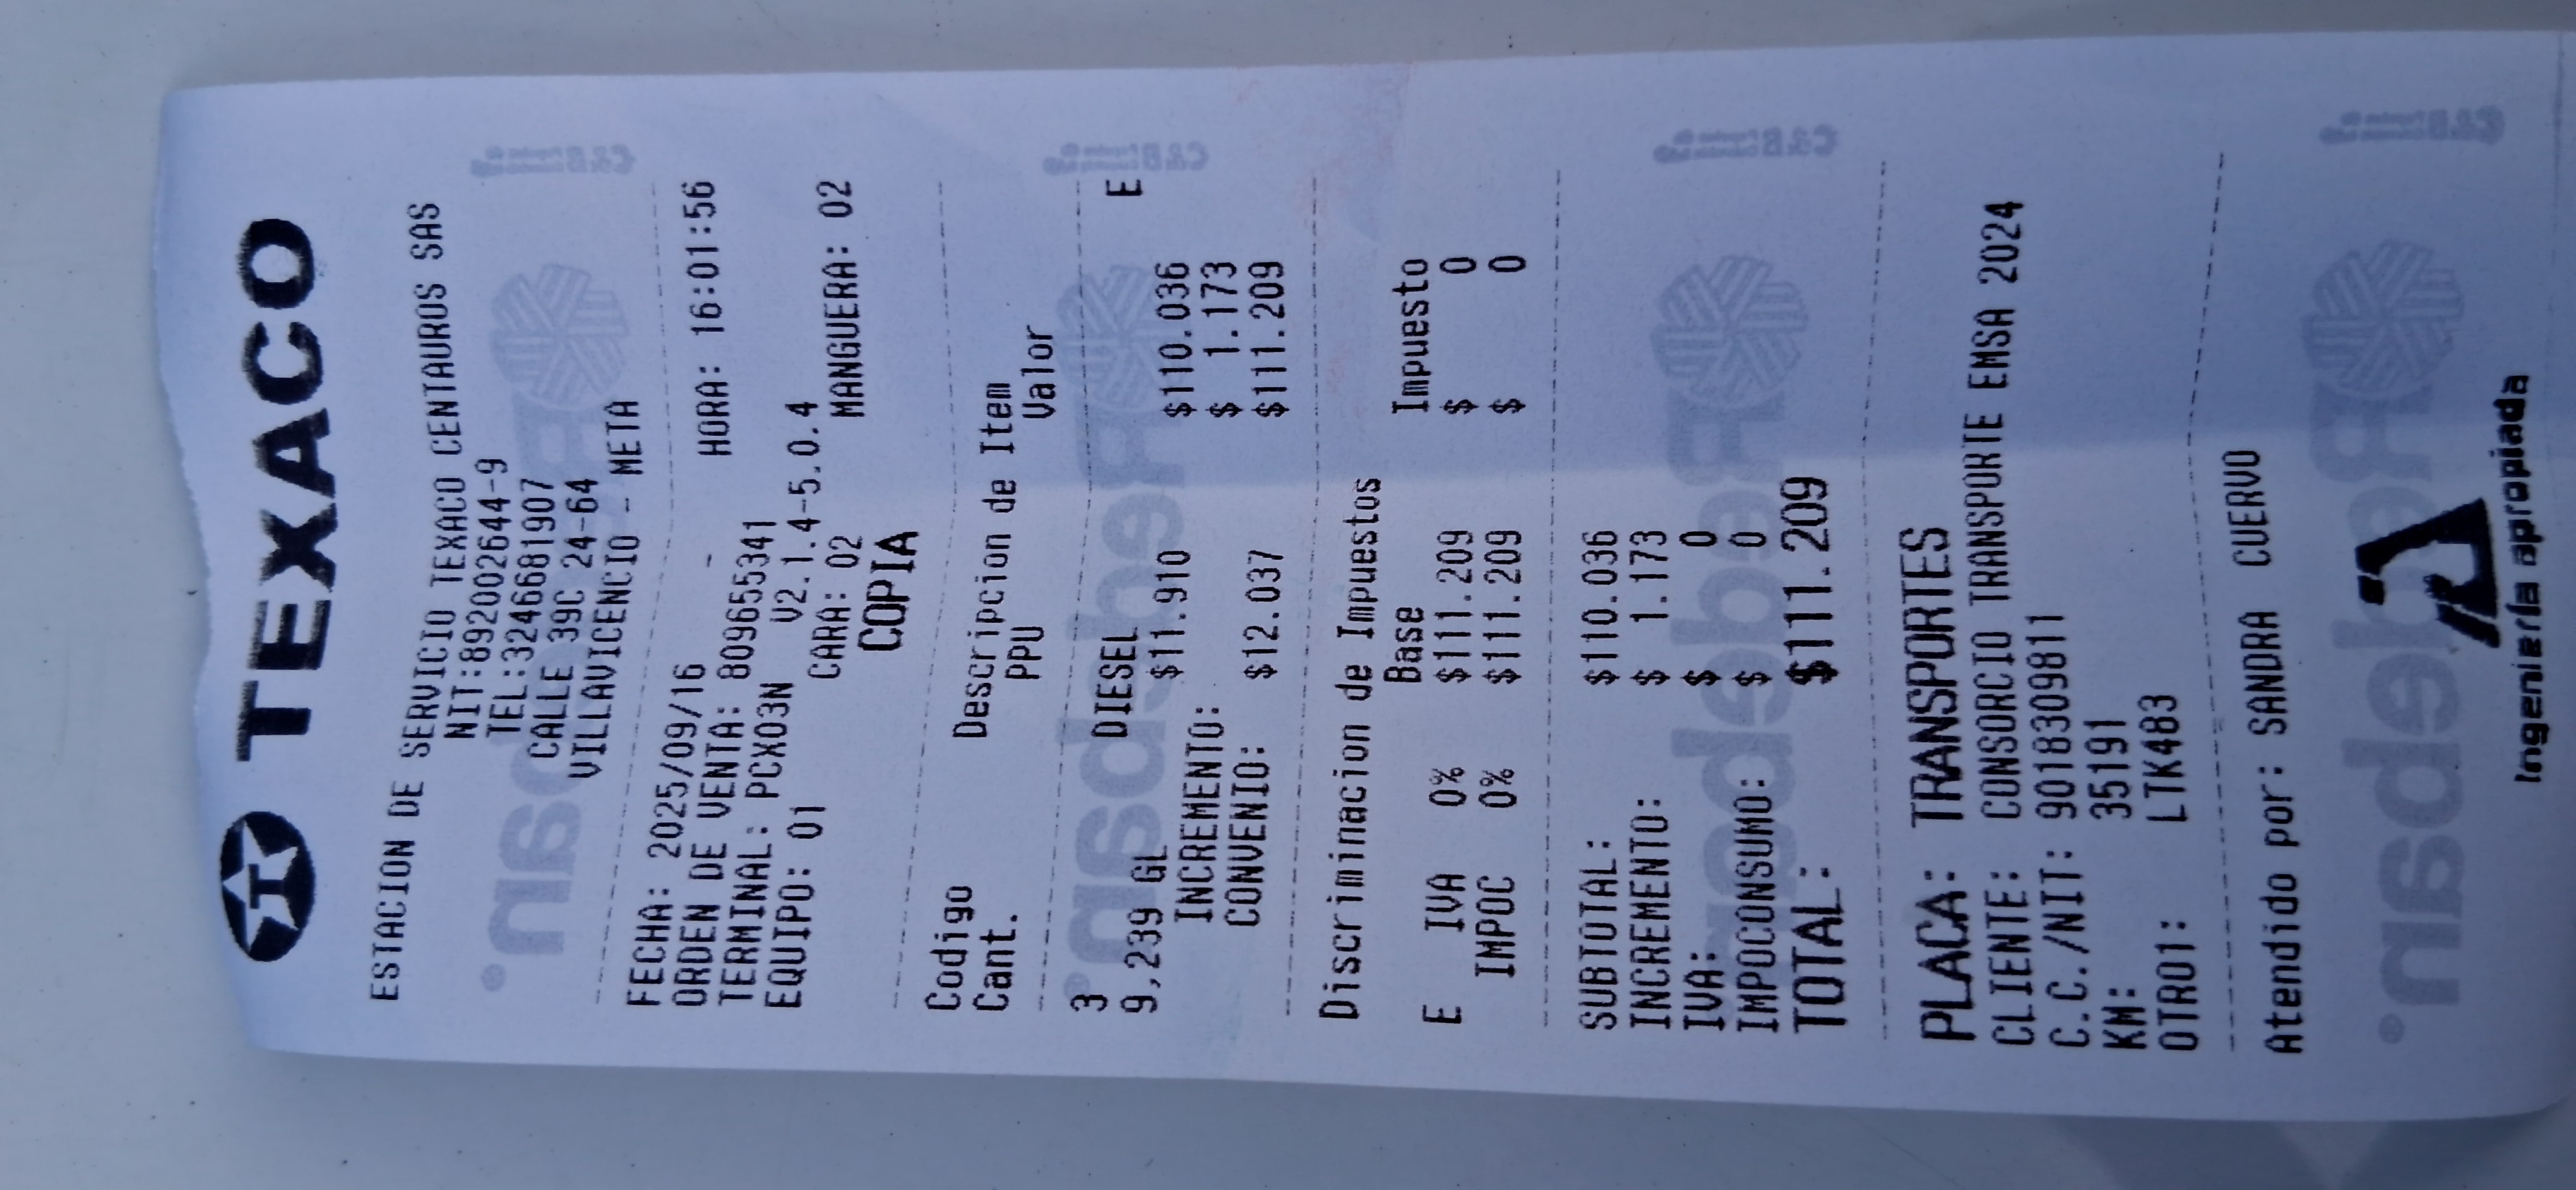 TEXACO
ESTACION DE SERVICIO TEXACO CENTAUROS SAS
NIT:892002644-9
TEL:3246681907
CALLE 39C 24-64
VILLAVICENCIO - META
FECHA: 2025/09/16 - HORA: 16:01:56
ORDEN DE VENTA: 809655341
TERMINAL: PCX03N V2.1.4-5.0.4
EQUIPO: 01 CARA: 02 MANGUERA: 02
COPIA
Codigo Descripcion de Item
Cant. PPU Valor
3 DIESEL E
9,239 GL $11.910 $110.036
INCREMENTO: $ 1.173
CONVENIO: $12.037 $111.209
Discriminacion de Impuestos
Base Impuesto
E IVA 0% $111.209 $ 0
IMPOC 0% $111.209 $ 0
SUBTOTAL: $110.036
INCREMENTO: $ 1.173
IVA: $ 0
IMPOCONSUMO: $ 0
TOTAL: $111.209
PLACA: TRANSPORTES
CLIENTE: CONSORCIO TRANSPORTE EMSA 2024
C.C./NIT: 9018309811
KM: 35191
OTRO1: LTK483
Atendido por: SANDRA CUERVO
Ingeniería apropiada